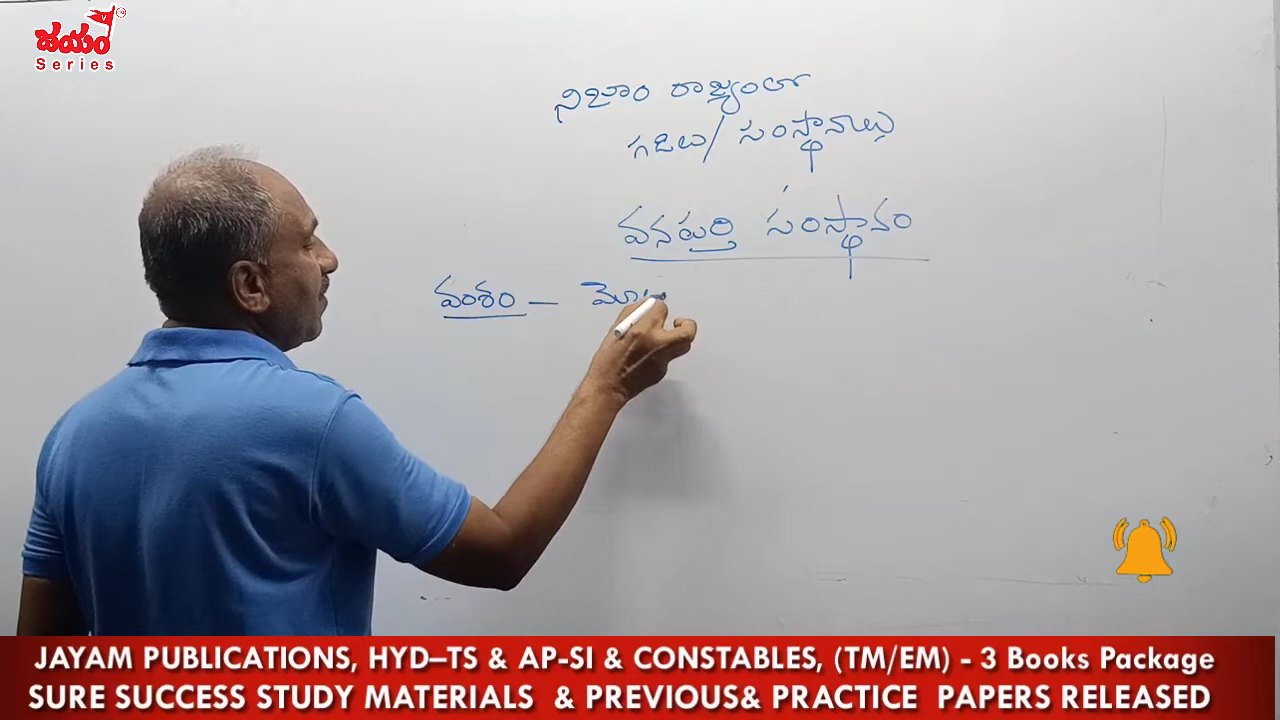 జయం
Series
నిజాం రాజ్యంలో
గడిలు/ సంస్థానాలు
వనపర్తి సంస్థానం
వంశం –
JAYAM PUBLICATIONS, HYD–TS & AP-SI & CONSTABLES, (TM/EM) - 3 Books Package
SURE SUCCESS STUDY MATERIALS & PREVIOUS& PRACTICE PAPERS RELEASED